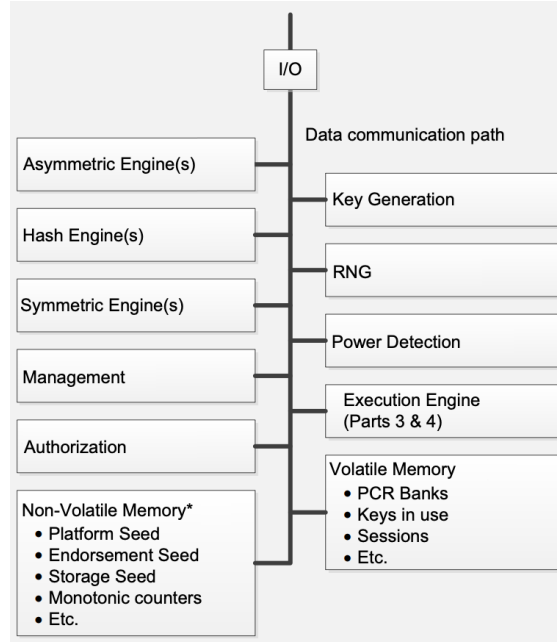 I/O
Data communication path
Asymmetric Engine(s)
Key Generation
Hash Engine(s)
RNG
Symmetric Engine(s)
Power Detection
Management
Execution Engine
(Parts 3 & 4)
Authorization
Volatile Memory
• PCR Banks
• Keys in use
• Sessions
• Etc.
Non-Volatile Memory*
• Platform Seed
• Endorsement Seed
• Storage Seed
• Monotonic counters
• Etc.